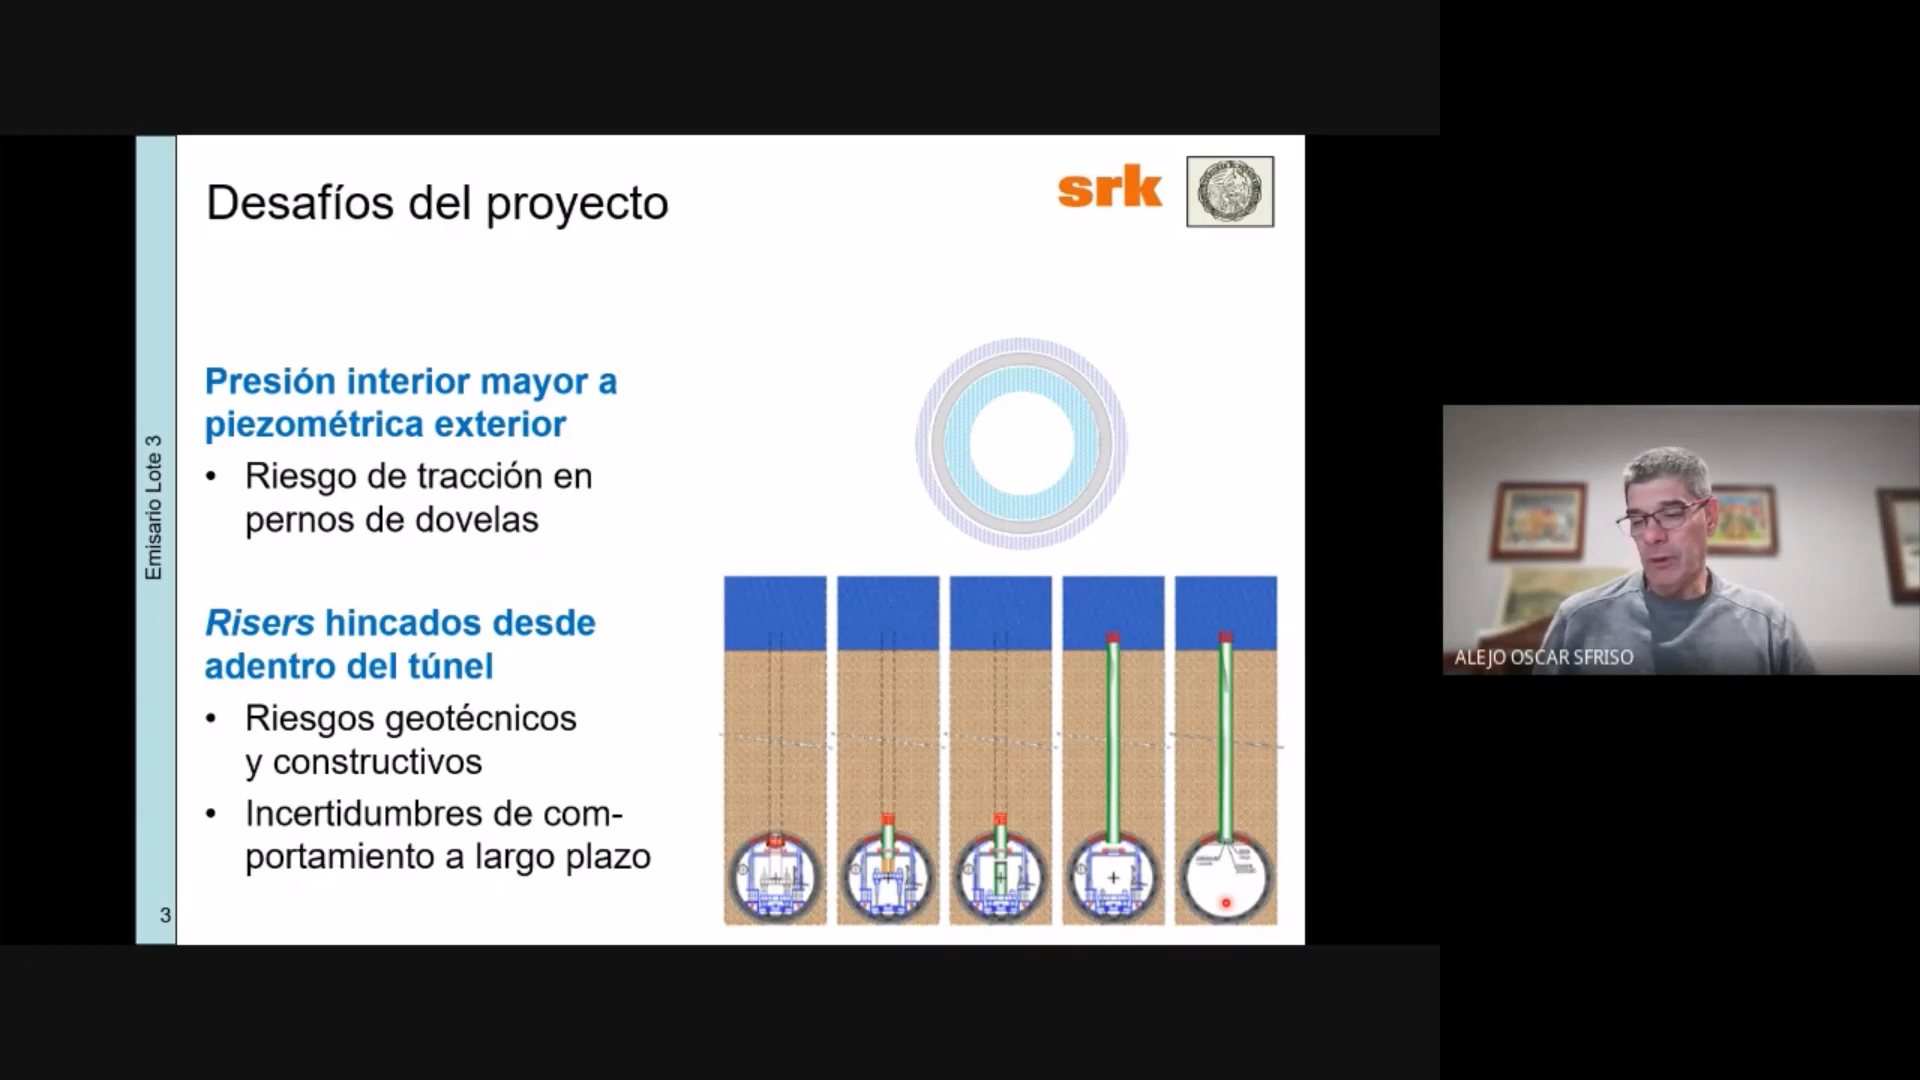 Desafíos del proyecto
srk
Presión interior mayor a
piezométrica exterior
• Riesgo de tracción en
pernos de dovelas
Risers hincados desde
adentro del túnel
• Riesgos geotécnicos
y constructivos
• Incertidumbres de com-
portamiento a largo plazo
Emisario Lote 3
3
ALEJO OSCAR SFRISO